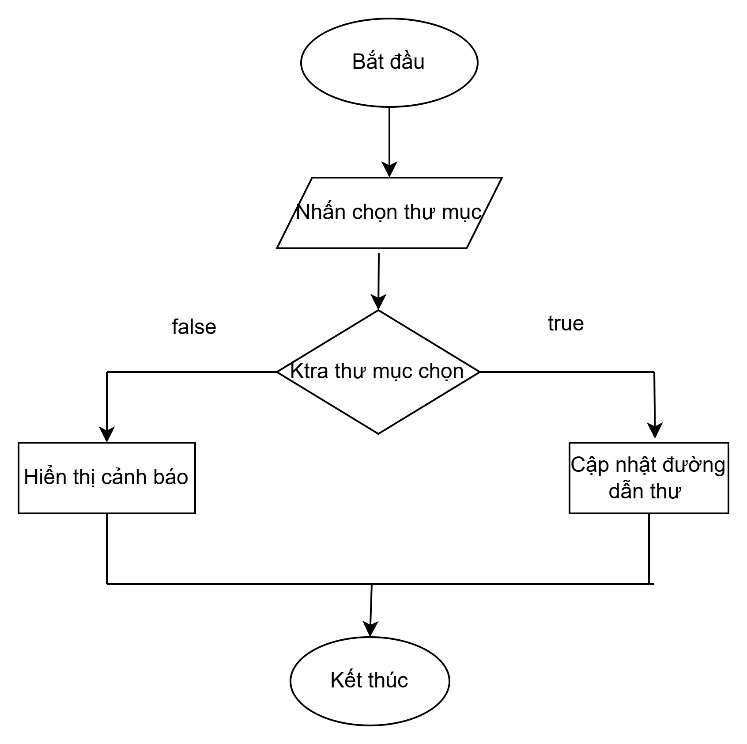 Bắt đầu
Nhấn chọn thư mục
false
true
Ktra thư mục chọn
Hiển thị cảnh báo
Cập nhật đường
dẫn thư
Kết thúc